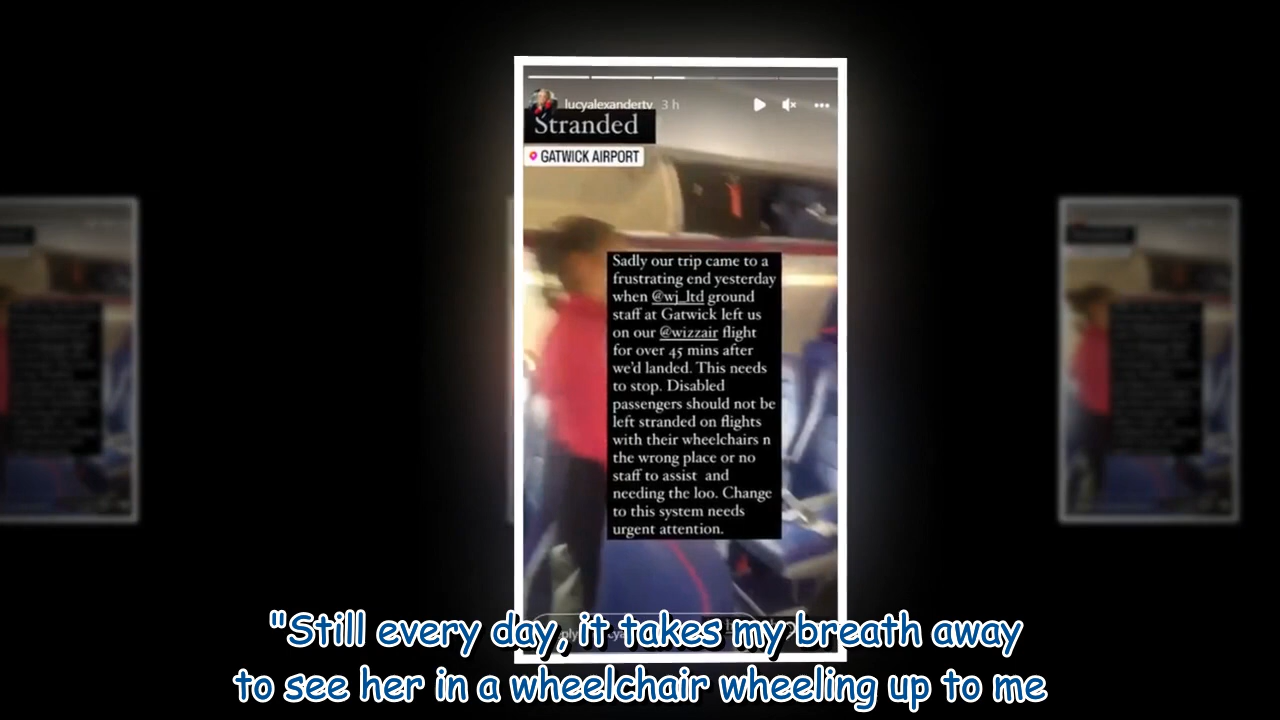 lucyalexandertv 3 h
Stranded
GATWICK AIRPORT
Sadly our trip came to a
frustrating end yesterday
when @wj_ltd ground
staff at Gatwick left us
on our @wizzair flight
for over 45 mins after
we'd landed. This needs
to stop. Disabled
passengers should not be
left stranded on flights
with their wheelchairs n
the wrong place or no
staff to assist and
needing the loo. Change
to this system needs
urgent attention.
"Still every day, it takes my breath away
to see her in a wheelchair wheeling up to me